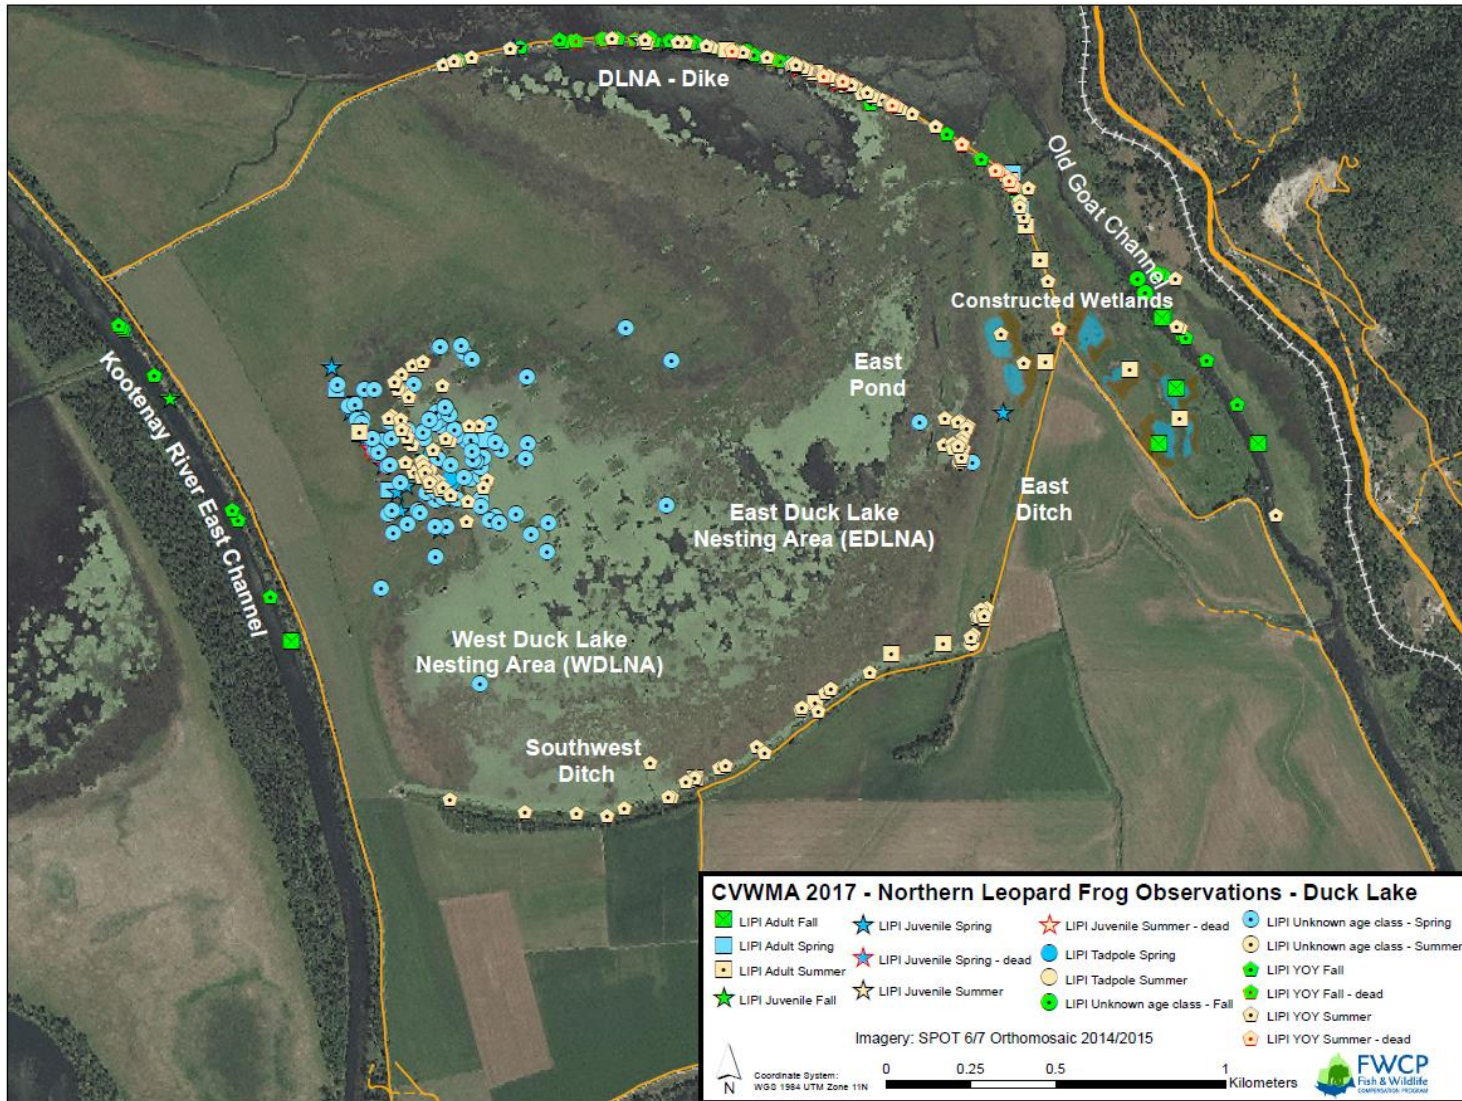 DLNA - Dike
Old Goat Channel
Constructed Wetlands
East
Pond
Kootenay River East Channel
East
Ditch
East Duck Lake
Nesting Area (EDLNA)
West Duck Lake
Nesting Area (WDLNA)
Southwest
Ditch
CVWMA 2017 - Northern Leopard Frog Observations - Duck Lake
LIPI Adult Fall
LIPI Adult Spring
LIPI Adult Summer
LIPI Juvenile Fall
LIPI Juvenile Spring
LIPI Juvenile Spring - dead
LIPI Juvenile Summer
LIPI Juvenile Summer - dead
LIPI Tadpole Spring
LIPI Tadpole Summer
LIPI Unknown age class - Fall
LIPI Unknown age class - Spring
LIPI Unknown age class - Summer
LIPI YOY Fall
LIPI YOY Fall - dead
LIPI YOY Summer
LIPI YOY Summer - dead
Imagery: SPOT 6/7 Orthomosaic 2014/2015
N
Coordinate System:
WGS 1984 UTM Zone 11N
0 0.25 0.5 1
Kilometers
FWCP
Fish & Wildlife
COMPENSATION PROGRAM